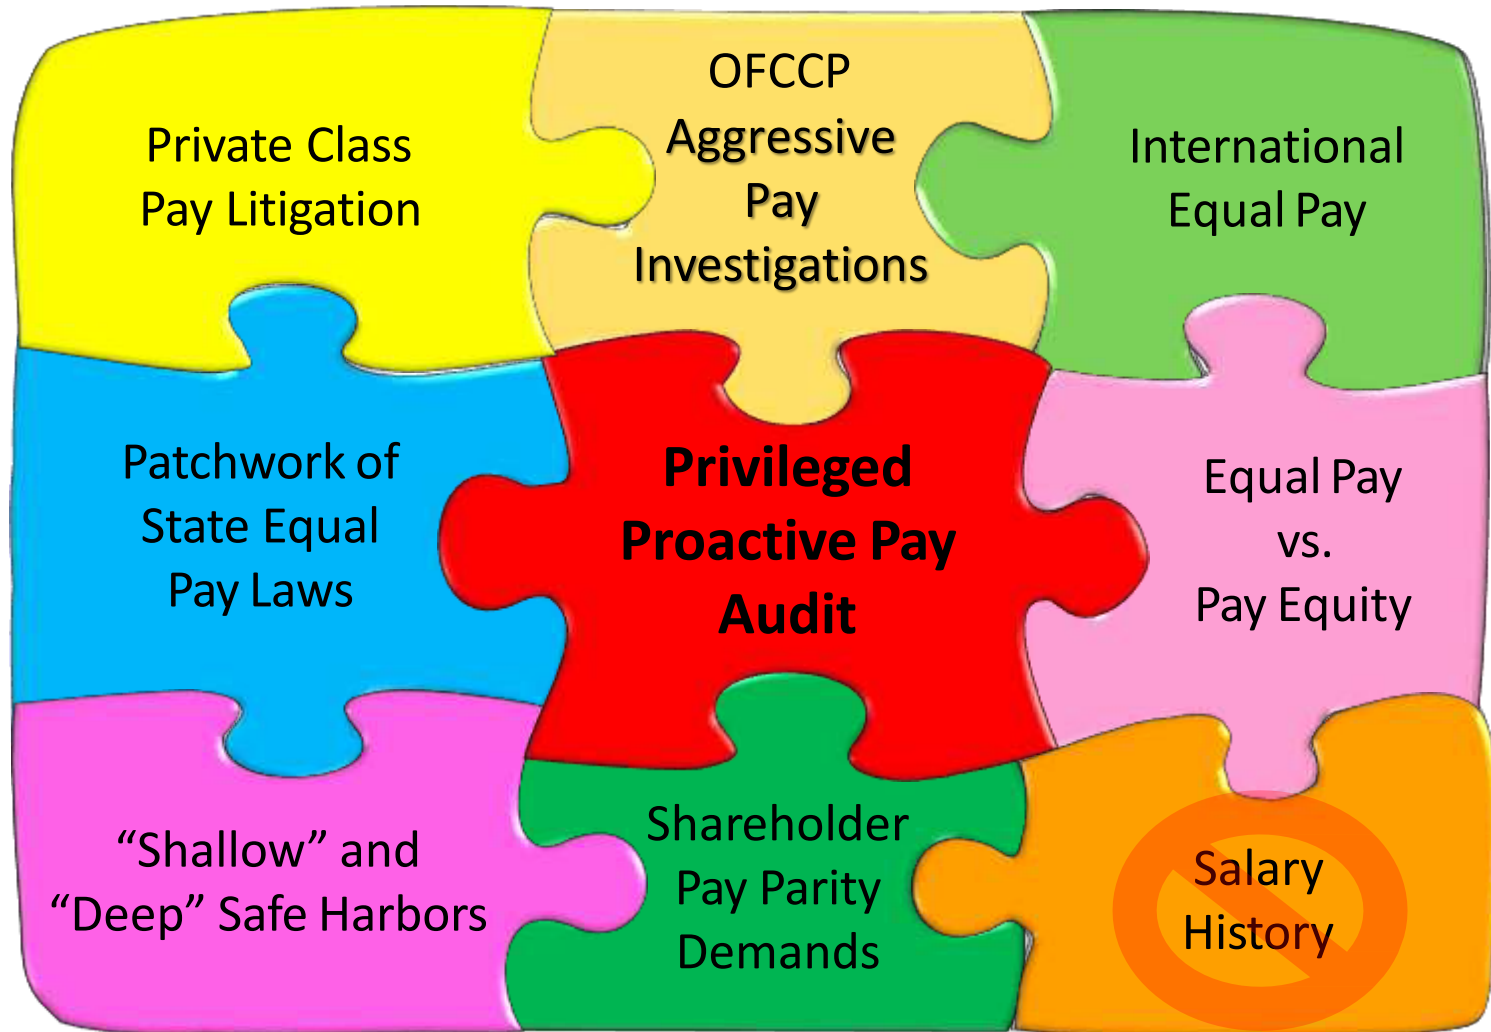 Private Class
Pay Litigation
OFCCP
Aggressive
Pay
Investigations
International
Equal Pay
Patchwork of
State Equal
Pay Laws
Privileged
Proactive Pay
Audit
Equal Pay
vs.
Pay Equity
“Shallow” and
“Deep” Safe Harbors
Shareholder
Pay Parity
Demands
Salary
History